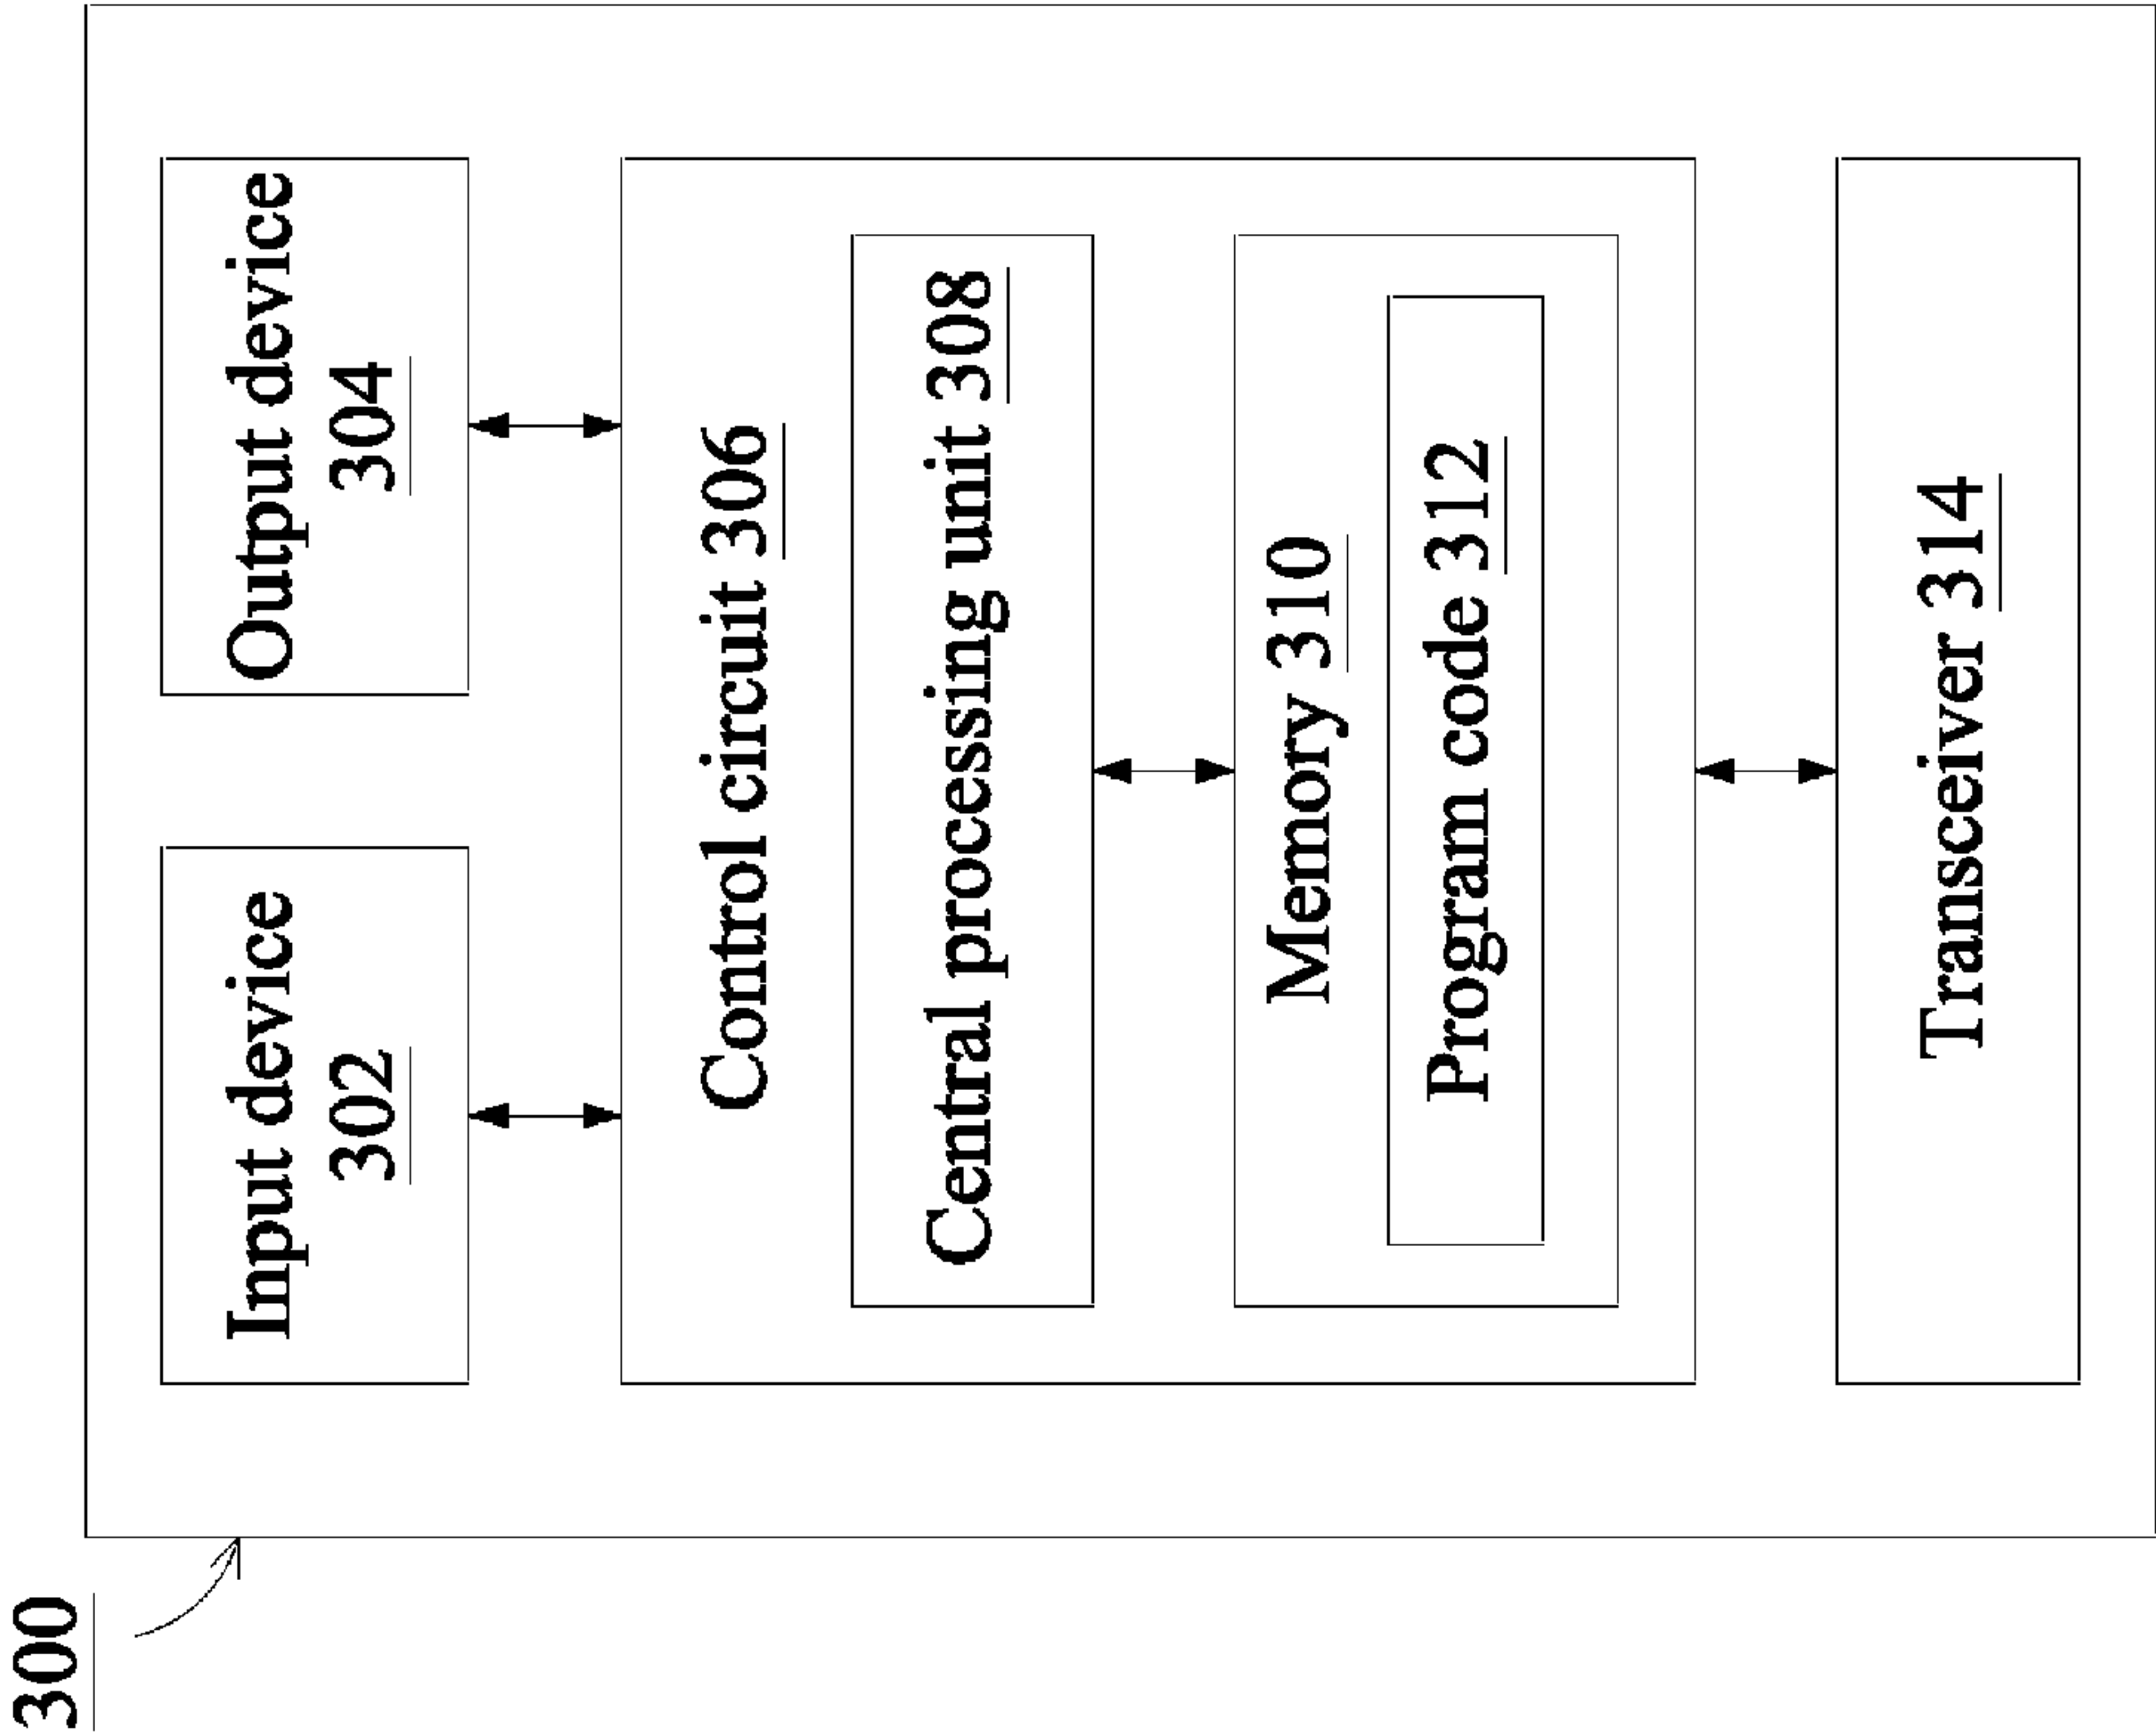 300
Input device
302
Output device
304
Control circuit 306
Central processing unit 308
Memory 310
Program code 312
Transceiver 314